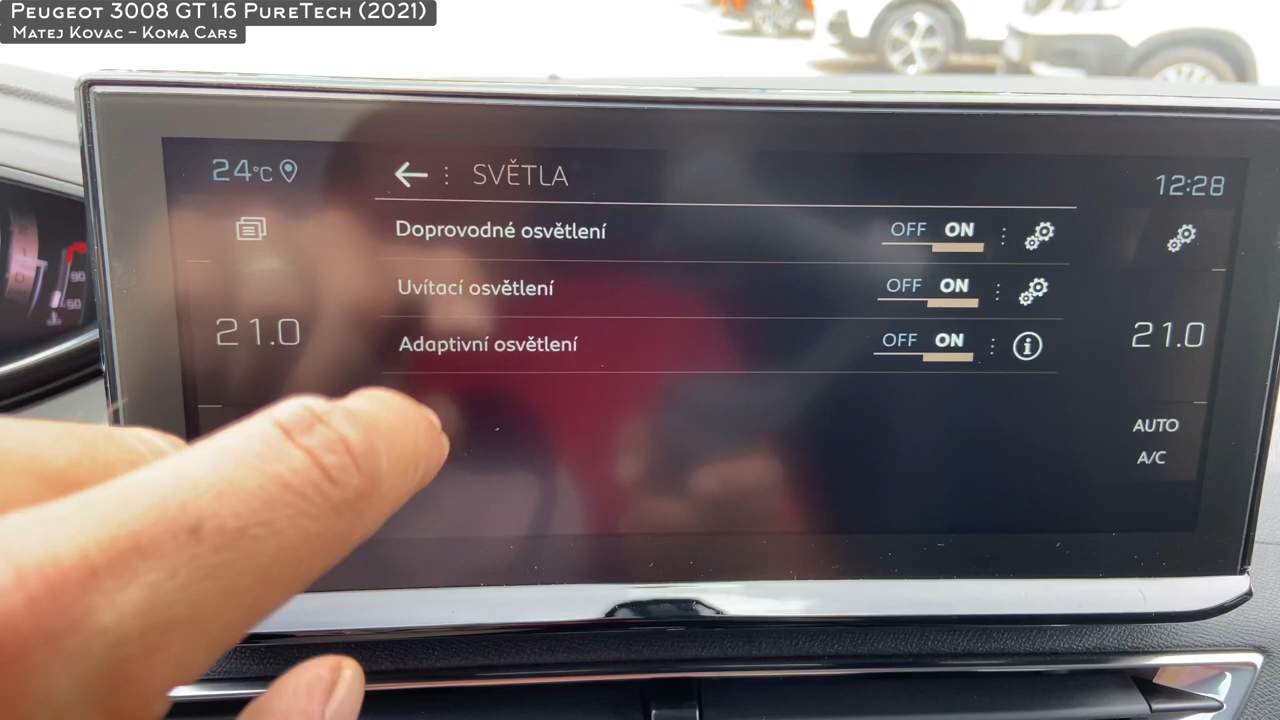 Peugeot 3008 GT 1.6 PureTech (2021)
Matej Kovac – Koma Cars
24°C
SVĚTLA
12:28
Doprovodné osvětlení OFF ON
Uvítací osvětlení OFF ON
21.0
21.0
Adaptivní osvětlení OFF ON
AUTO
A/C